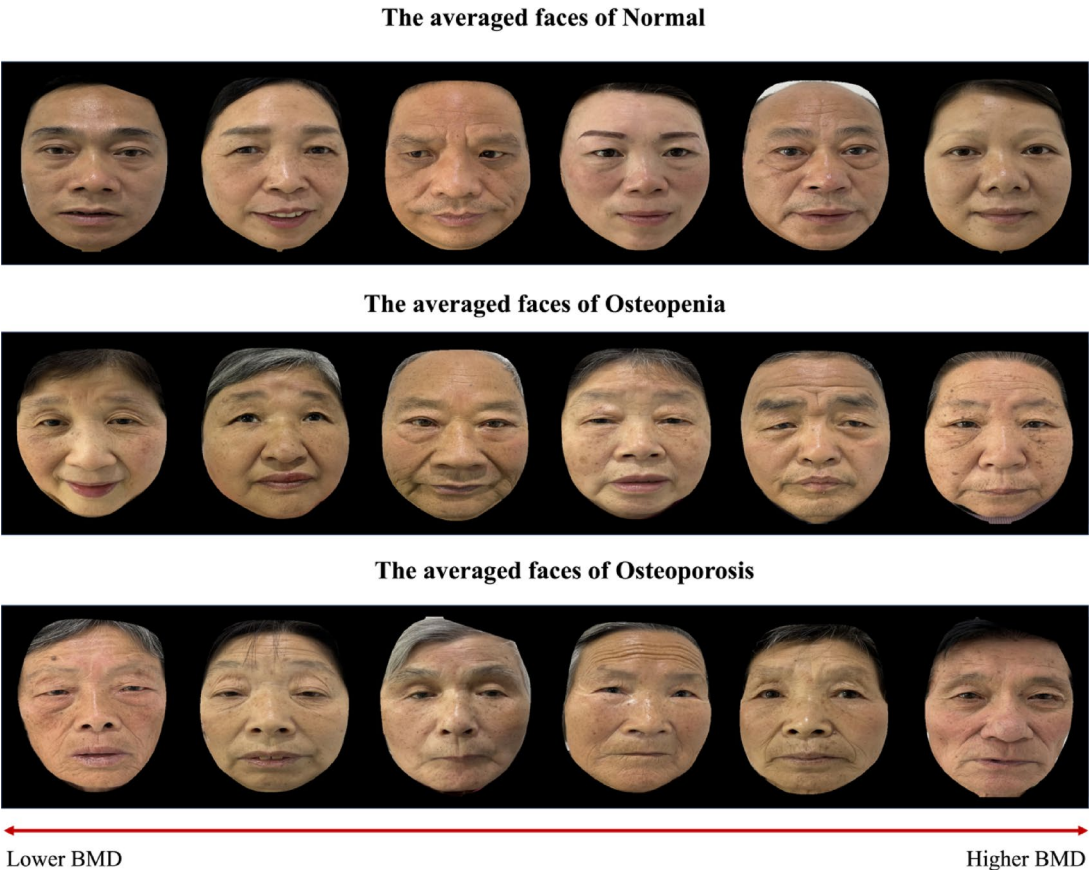 The averaged faces of Normal
The averaged faces of Osteopenia
The averaged faces of Osteoporosis
Lower BMD
Higher BMD